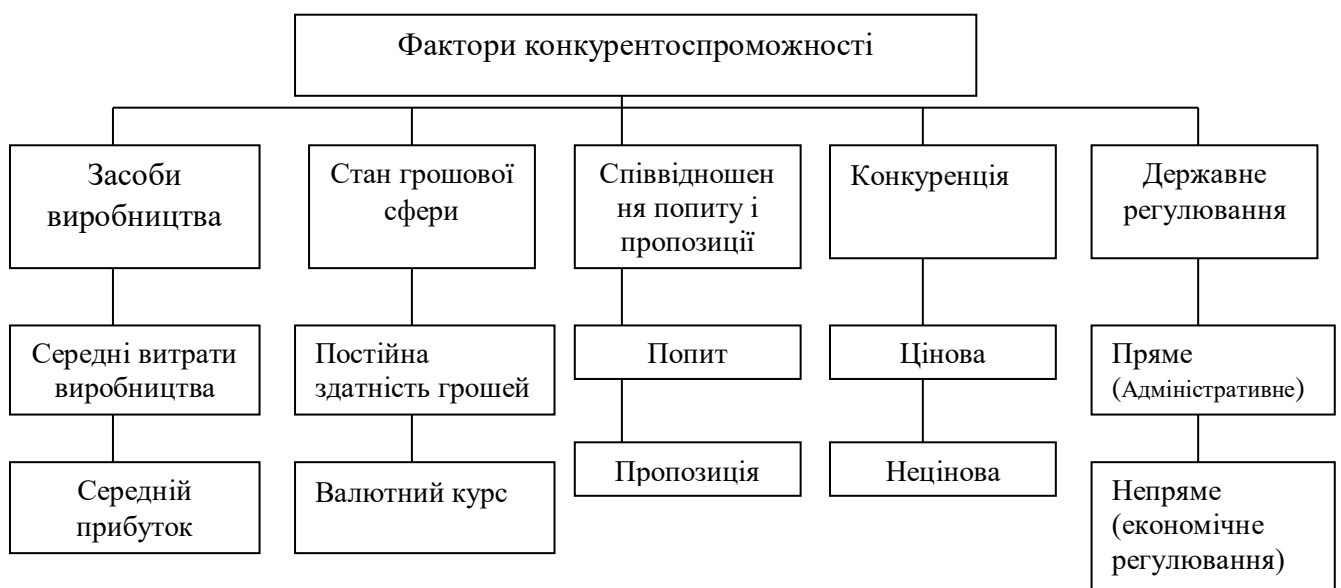 Фактори конкурентоспроможності
Засоби
виробництва
Стан грошової
сфери
Співвідношен
ня попиту і
пропозиції
Конкуренція
Державне
регулювання
Середні витрати
виробництва
Постійна
здатність грошей
Попит
Цінова
Пряме
(Адміністративне)
Середній
прибуток
Валютний курс
Пропозиція
Нецінова
Непряме
(економічне
регулювання)